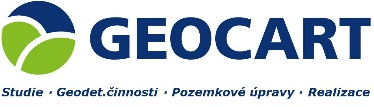 GEOCART
Studie · Geodet.činnosti · Pozemkové úpravy · Realizace